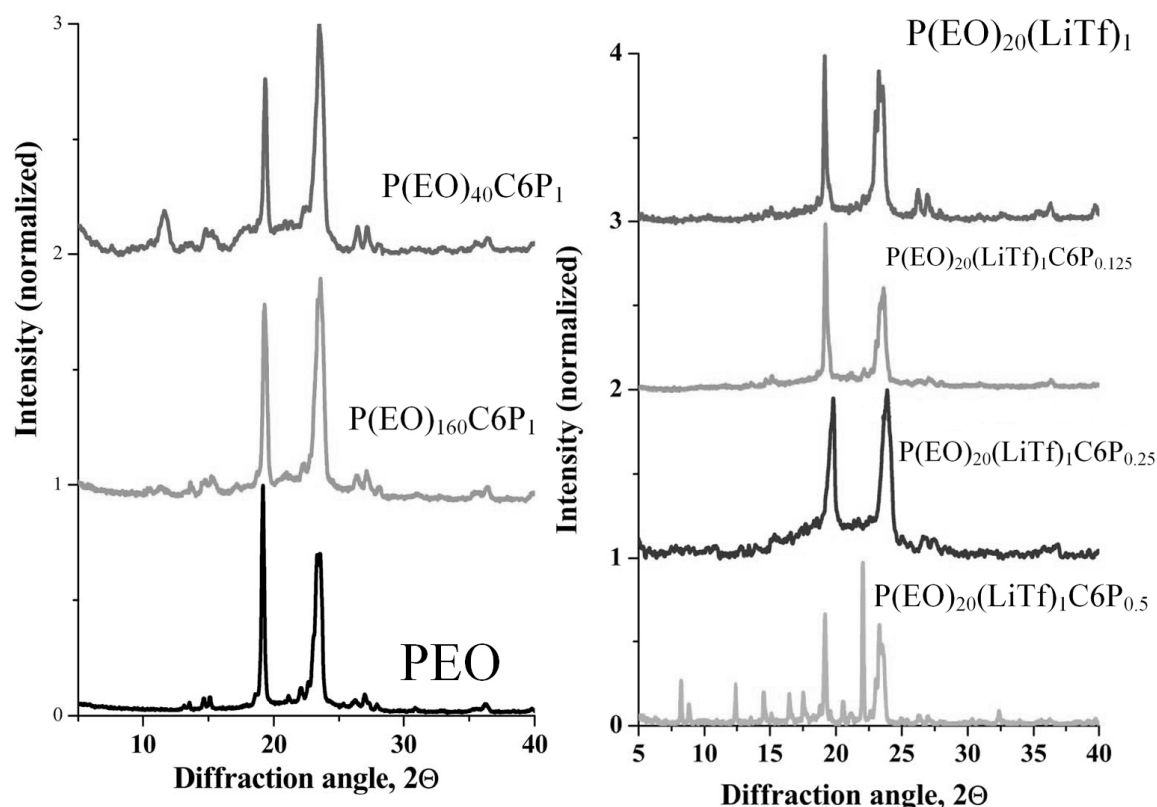 3
2
1
0
Intensity (normalized)
P(EO)₄₀C6P₁
P(EO)₁₆₀C6P₁
PEO
10
20
30
40
Diffraction angle, 2Θ
P(EO)₂₀(LiTf)₁
4
3
2
1
0
Intensity (normalized)
P(EO)₂₀(LiTf)₁C6P₀.₁₂₅
P(EO)₂₀(LiTf)₁C6P₀.₂₅
P(EO)₂₀(LiTf)₁C6P₀.₅
5
10
15
20
25
30
35
40
Diffraction angle, 2Θ